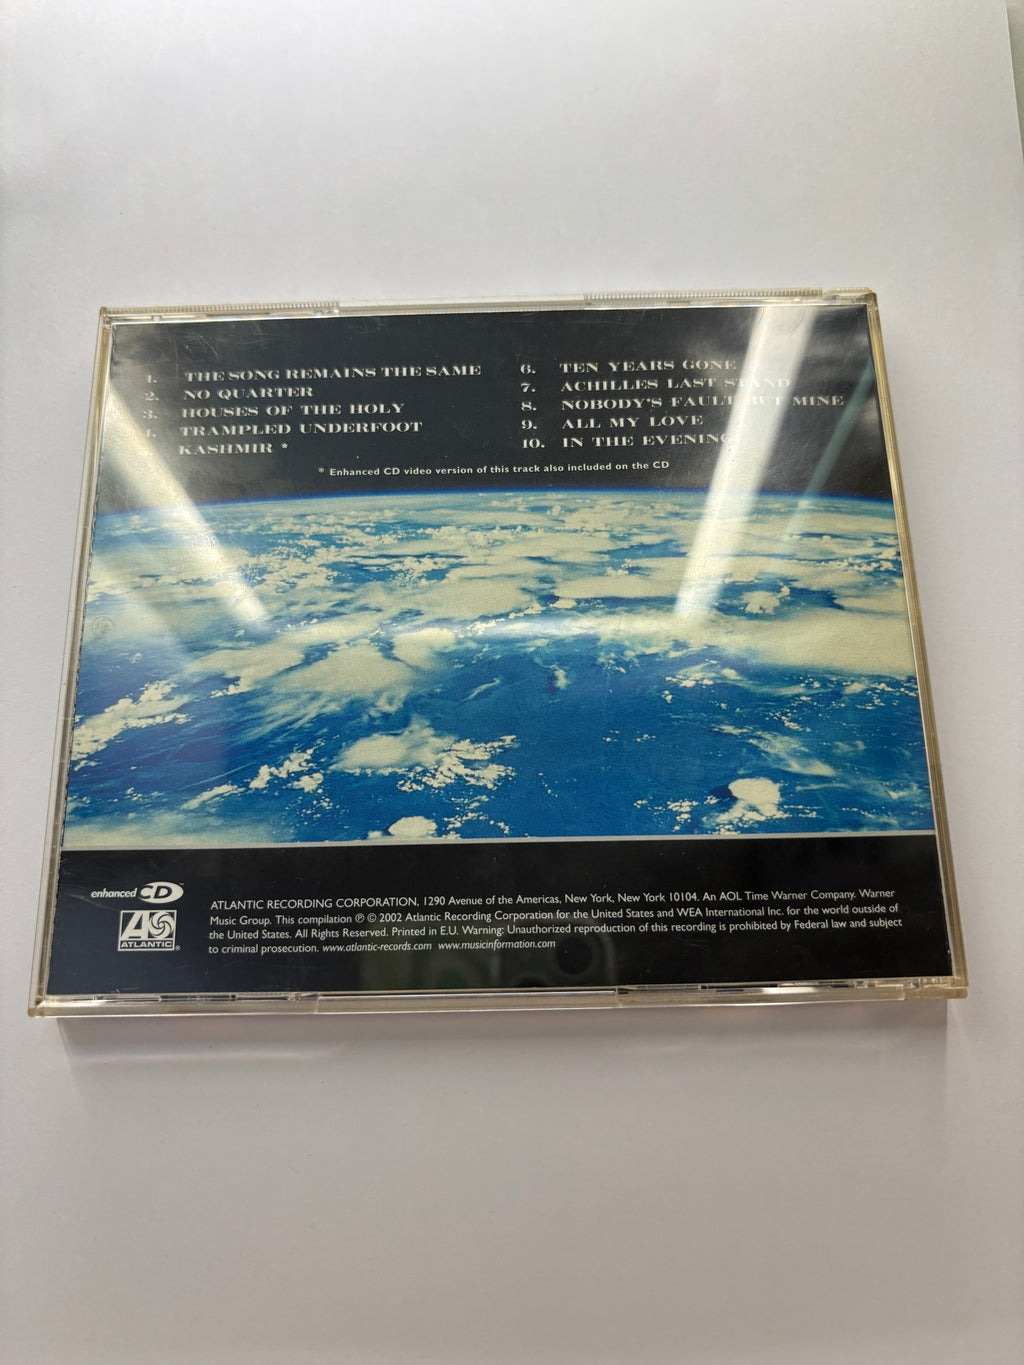 1. THE SONG REMAINS THE SAME
2. NO QUARTER
3. HOUSES OF THE HOLY
4. TRAMPLED UNDERFOOT
KASHMIR *
6. TEN YEARS GONE
7. ACHILLES LAST STAND
8. NOBODY'S FAULT BUT MINE
9. ALL MY LOVE
10. IN THE EVENING
* Enhanced CD video version of this track also included on the CD
enhanced CD
ATLANTIC®
ATLANTIC RECORDING CORPORATION, 1290 Avenue of the Americas, New York, New York 10104. An AOL Time Warner Company. Warner
Music Group. This compilation ℗ © 2002 Atlantic Recording Corporation for the United States and WEA International Inc. for the world outside of
the United States. All Rights Reserved. Printed in E.U. Warning: Unauthorized reproduction of this recording is prohibited by Federal law and subject
to criminal prosecution. www.atlantic-records.com www.musicinformation.com